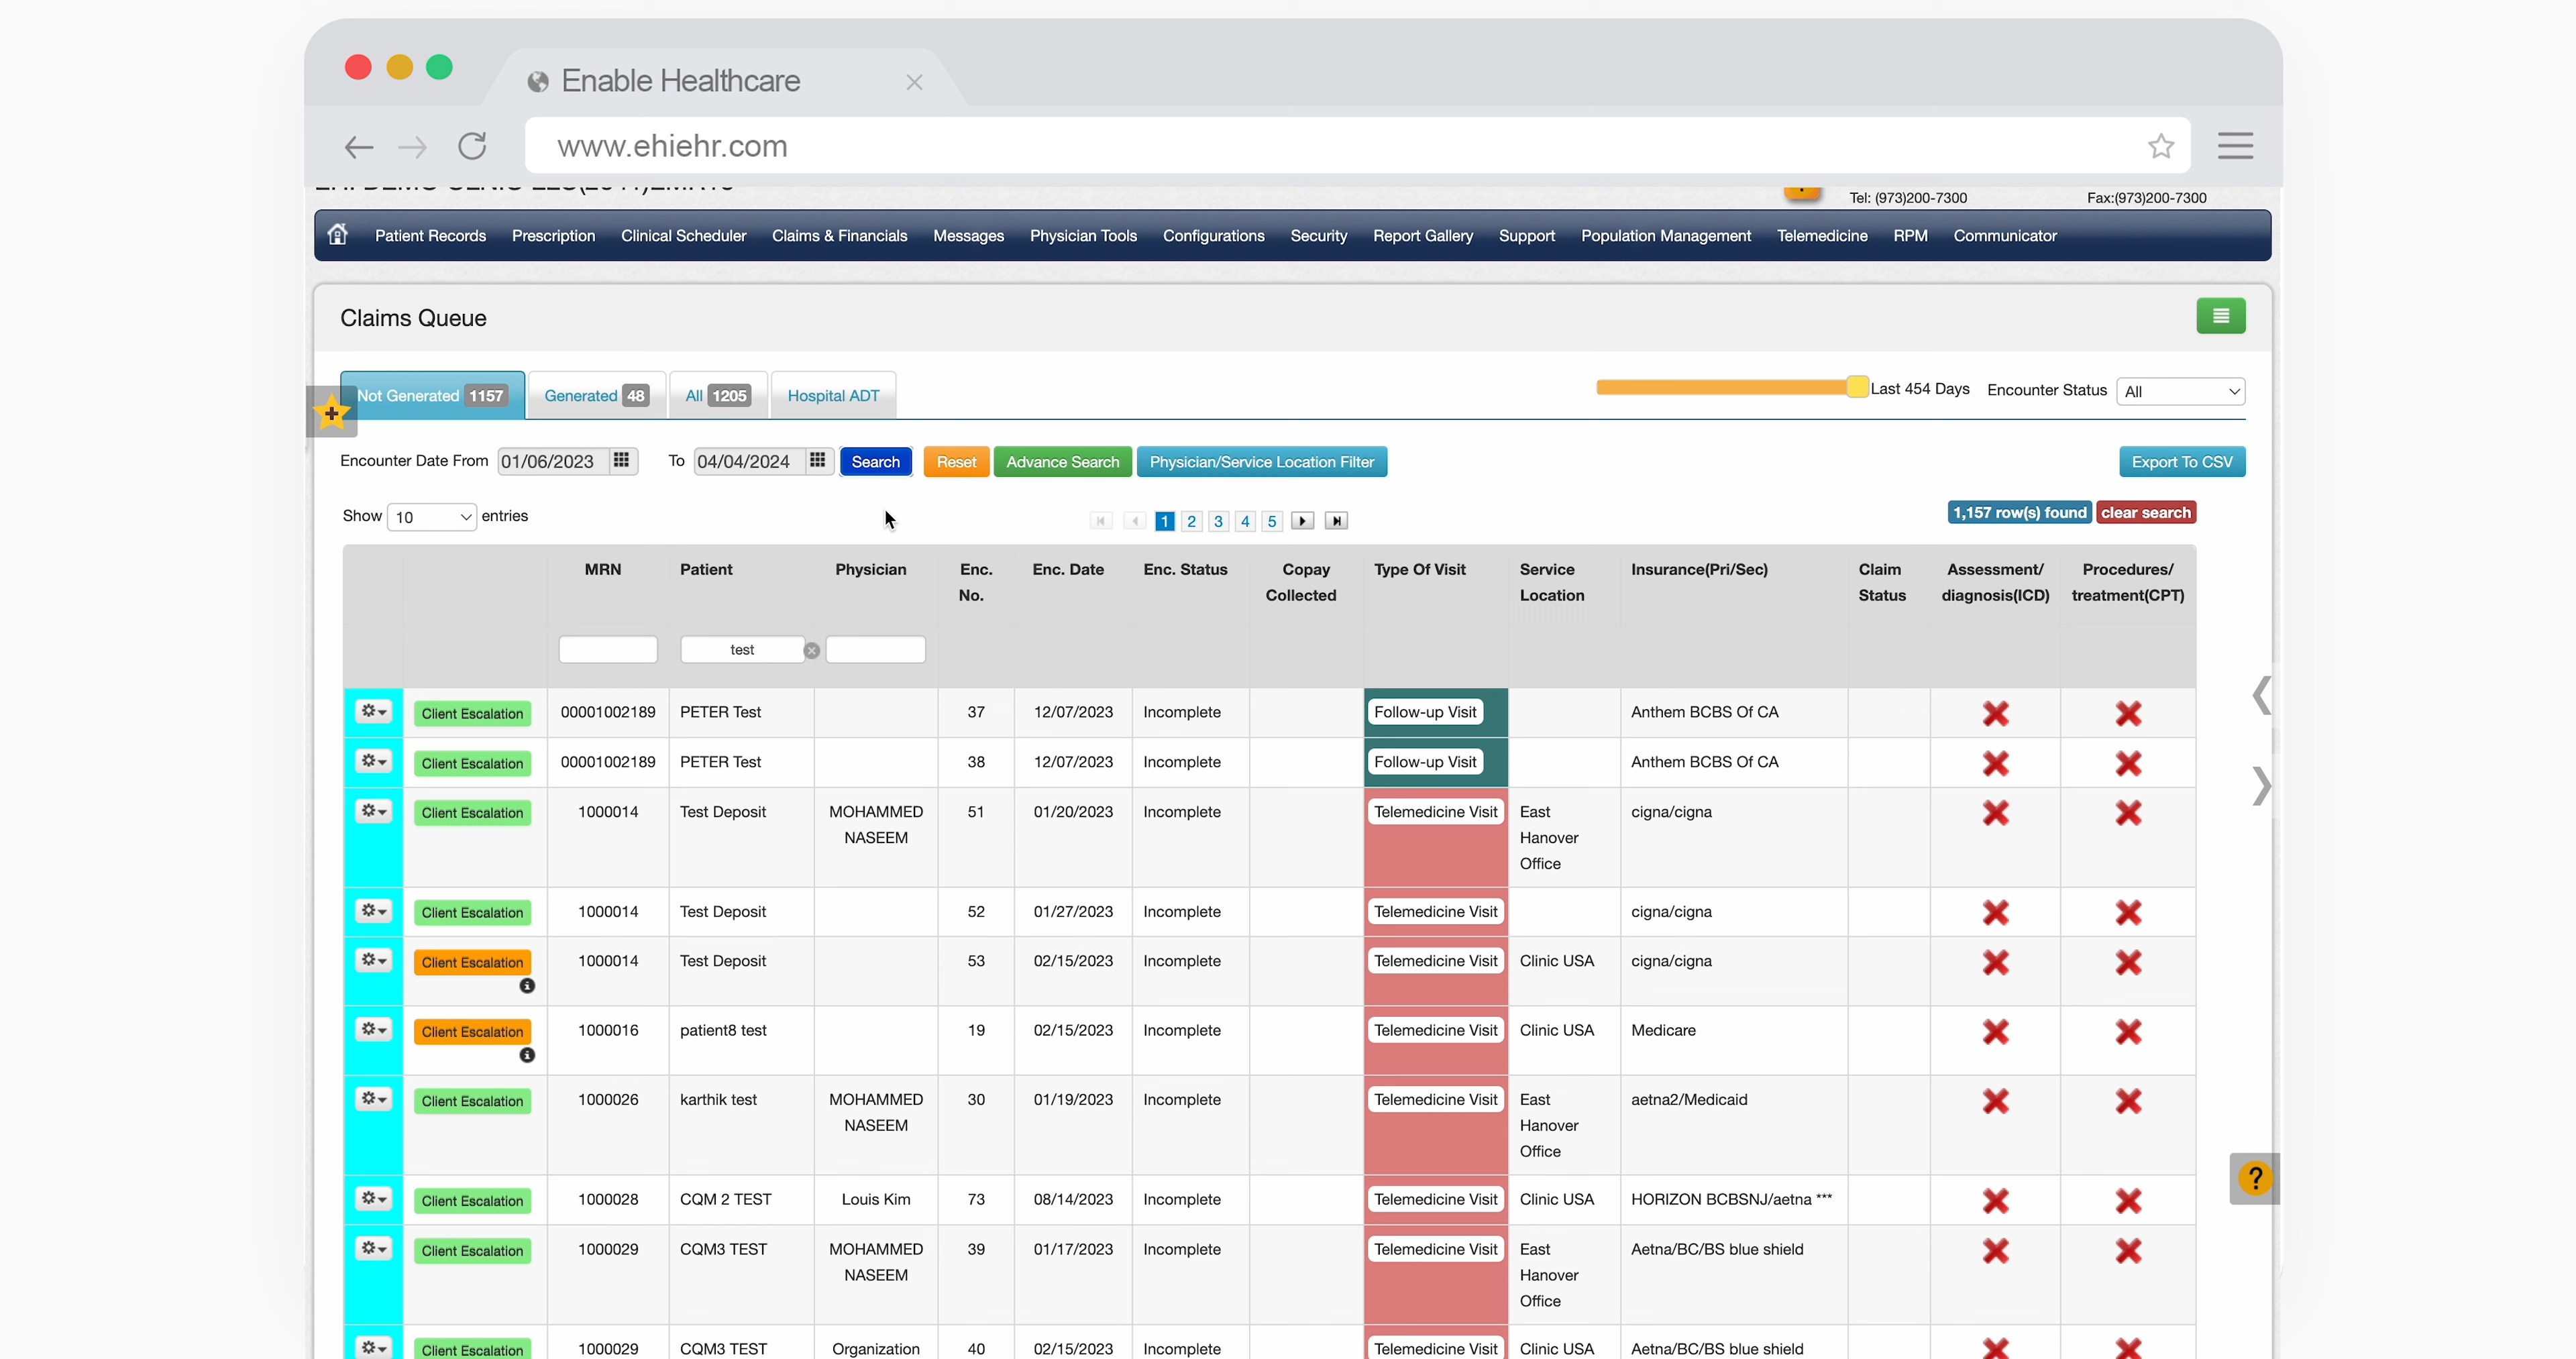 Enable Healthcare
www.ehiehr.com
Tel: (973)200-7300 Fax:(973)200-7300
Patient Records Prescription Clinical Scheduler Claims & Financials Messages Physician Tools Configurations Security Report Gallery Support Population Management Telemedicine RPM Communicator
Claims Queue
Not Generated 1157 Generated 48 All 1205 Hospital ADT Last 454 Days Encounter Status All
Encounter Date From 01/06/2023 To 04/04/2024 Search Reset Advance Search Physician/Service Location Filter Export To CSV
Show 10 entries 1 2 3 4 5 1,157 row(s) found clear search
MRN Patient Physician Enc. Enc. Date Enc. Status Copay Type Of Visit Service Insurance(Pri/Sec) Claim Assessment/ Procedures/
No. Collected Location Status diagnosis(ICD) treatment(CPT)
test
Client Escalation 00001002189 PETER Test 37 12/07/2023 Incomplete Follow-up Visit Anthem BCBS Of CA
Client Escalation 00001002189 PETER Test 38 12/07/2023 Incomplete Follow-up Visit Anthem BCBS Of CA
Client Escalation 1000014 Test Deposit MOHAMMED 51 01/20/2023 Incomplete Telemedicine Visit East cigna/cigna
NASEEM Hanover
Office
Client Escalation 1000014 Test Deposit 52 01/27/2023 Incomplete Telemedicine Visit cigna/cigna
Client Escalation 1000014 Test Deposit 53 02/15/2023 Incomplete Telemedicine Visit Clinic USA cigna/cigna
Client Escalation 1000016 patient8 test 19 02/15/2023 Incomplete Telemedicine Visit Clinic USA Medicare
Client Escalation 1000026 karthik test MOHAMMED 30 01/19/2023 Incomplete Telemedicine Visit East aetna2/Medicaid
NASEEM Hanover
Office
Client Escalation 1000028 CQM 2 TEST Louis Kim 73 08/14/2023 Incomplete Telemedicine Visit Clinic USA HORIZON BCBSNJ/aetna ***
Client Escalation 1000029 CQM3 TEST MOHAMMED 39 01/17/2023 Incomplete Telemedicine Visit East Aetna/BC/BS blue shield
NASEEM Hanover
Office
Client Escalation 1000029 CQM3 TEST Organization 40 02/15/2023 Incomplete Telemedicine Visit Clinic USA Aetna/BC/BS blue shield